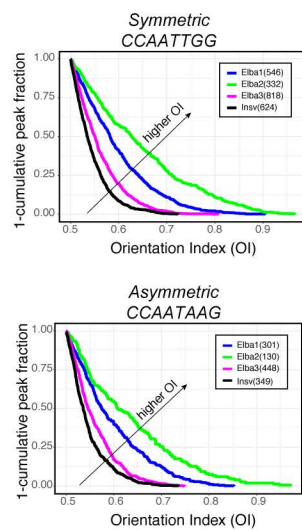 Symmetric
CCAATTGG
1-cumulative peak fraction
1.00
0.75
0.50
0.25
0.00
higher OI
Elba1(546)
Elba2(332)
Elba3(818)
Insv(624)
0.5 0.6 0.7 0.8 0.9
Orientation Index (OI)
Asymmetric
CCAATAAG
1-cumulative peak fraction
1.00
0.75
0.50
0.25
0.00
higher OI
Elba1(301)
Elba2(130)
Elba3(448)
Insv(349)
0.5 0.6 0.7 0.8 0.9
Orientation Index (OI)